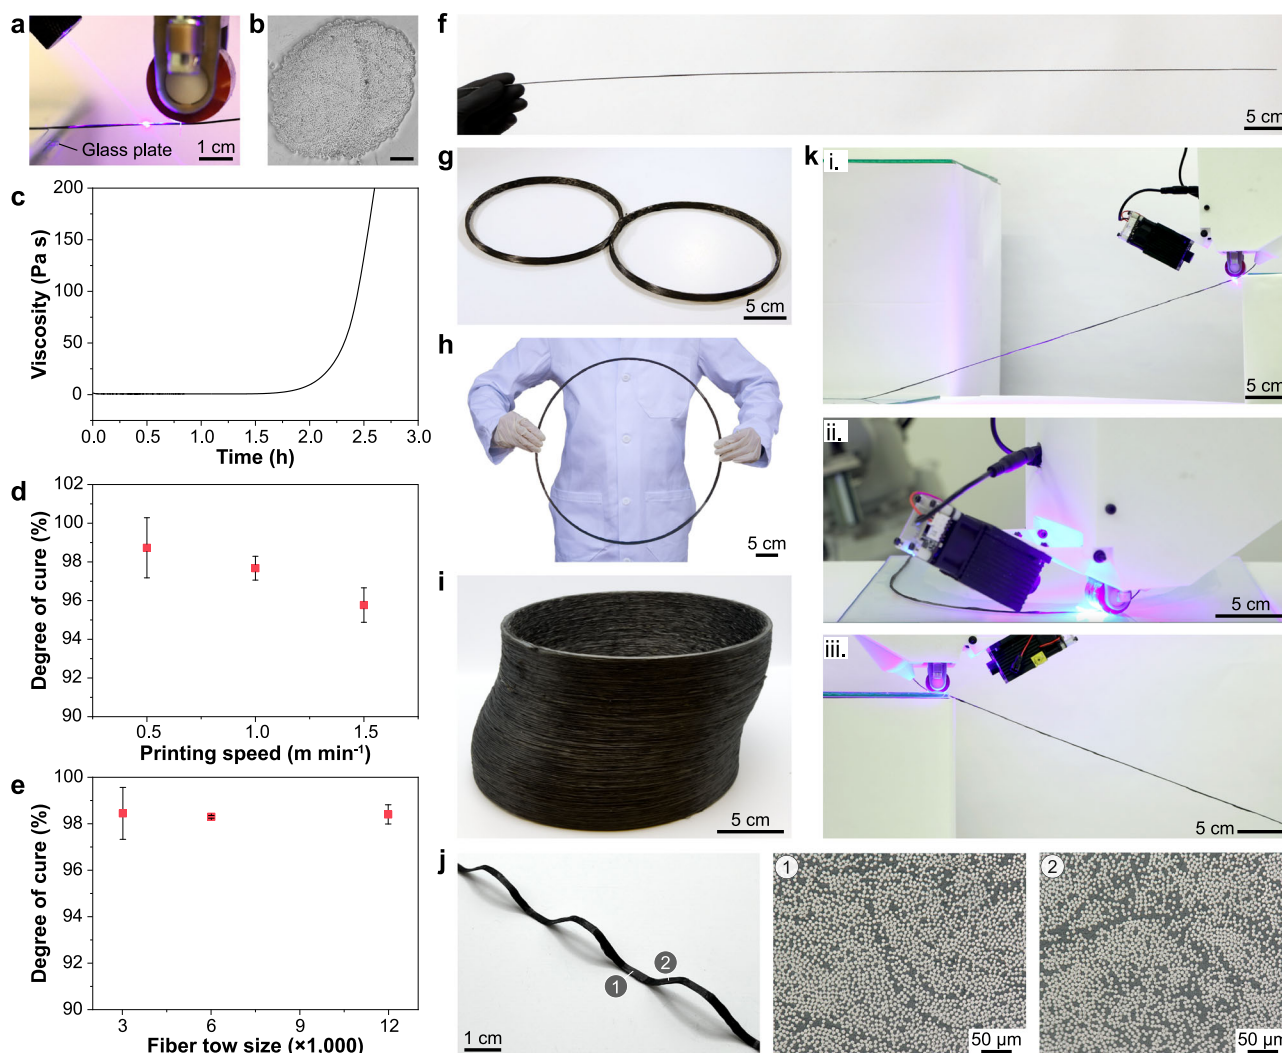 a
Glass plate
1 cm
b
c
Viscosity (Pa s)
200
150
100
50
0
0.0
0.5
1.0
1.5
2.0
2.5
3.0
Time (h)
d
Degree of cure (%)
102
100
98
96
94
92
90
0.5
1.0
1.5
Printing speed (m min⁻¹)
e
Degree of cure (%)
100
98
96
94
92
90
3
6
9
12
Fiber tow size (×1,000)
f
5 cm
g
5 cm
h
5 cm
i
5 cm
j
1
2
1 cm
1
50 µm
2
50 µm
k
i.
5 cm
ii.
5 cm
iii.
5 cm